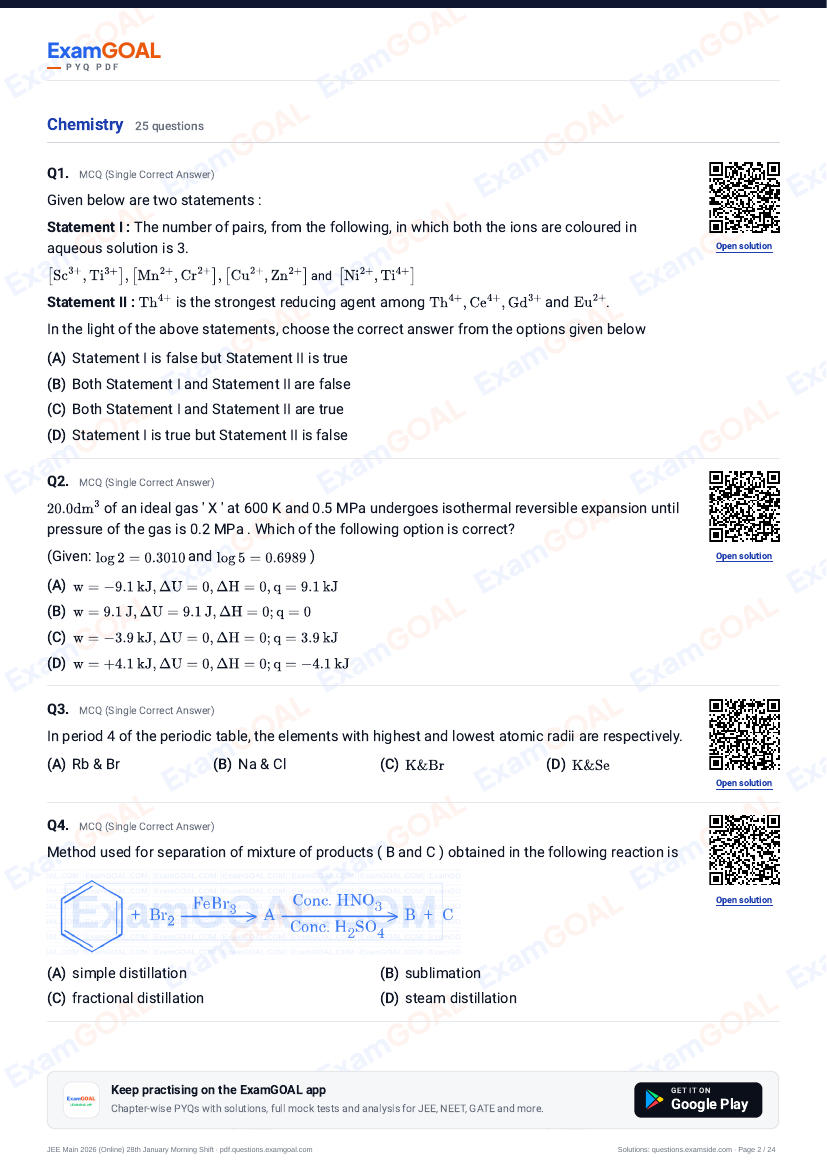 ExamGOAL
PYQ PDF
Chemistry 25 questions
Q1. MCQ (Single Correct Answer)
Given below are two statements :
Open solution
Statement I : The number of pairs, from the following, in which both the ions are coloured in
aqueous solution is 3.
[Sc³⁺, Ti³⁺], [Mn²⁺, Cr²⁺], [Cu²⁺, Zn²⁺] and [Ni²⁺, Ti⁴⁺]
Statement II : Th⁴⁺ is the strongest reducing agent among Th⁴⁺, Ce⁴⁺, Gd³⁺ and Eu²⁺.
In the light of the above statements, choose the correct answer from the options given below
(A) Statement I is false but Statement II is true
(B) Both Statement I and Statement II are false
(C) Both Statement I and Statement II are true
(D) Statement I is true but Statement II is false
Q2. MCQ (Single Correct Answer)
20.0dm³ of an ideal gas ' X ' at 600 K and 0.5 MPa undergoes isothermal reversible expansion until
pressure of the gas is 0.2 MPa . Which of the following option is correct?
Open solution
(Given: log 2 = 0.3010 and log 5 = 0.6989 )
(A) w = −9.1 kJ, ΔU = 0, ΔH = 0, q = 9.1 kJ
(B) w = 9.1 J, ΔU = 9.1 J, ΔH = 0; q = 0
(C) w = −3.9 kJ, ΔU = 0, ΔH = 0; q = 3.9 kJ
(D) w = +4.1 kJ, ΔU = 0, ΔH = 0; q = −4.1 kJ
Q3. MCQ (Single Correct Answer)
In period 4 of the periodic table, the elements with highest and lowest atomic radii are respectively.
(A) Rb & Br (B) Na & Cl (C) K&Br (D) K&Se
Open solution
Q4. MCQ (Single Correct Answer)
Method used for separation of mixture of products ( B and C ) obtained in the following reaction is
Open solution
+ Br₂ FeBr₃ A Conc. HNO₃ Conc. H₂SO₄ B + C
(A) simple distillation (B) sublimation
(C) fractional distillation (D) steam distillation
Keep practising on the ExamGOAL app
Chapter-wise PYQs with solutions, full mock tests and analysis for JEE, NEET, GATE and more.
GET IT ON
Google Play
JEE Main 2026 (Online) 28th January Morning Shift · pdf.questions.examgoal.com
Solutions: questions.examside.com · Page 2 / 24